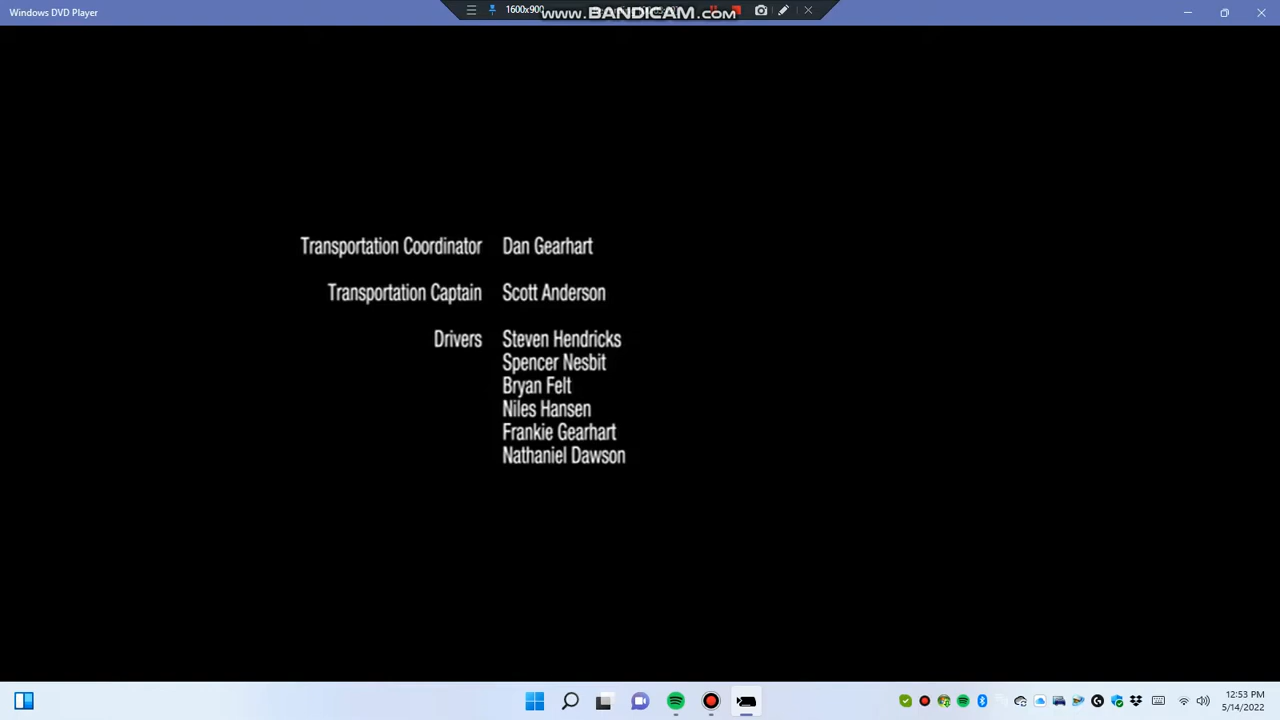 Windows DVD Player
1600x900
www.BANDICAM.com
Transportation Coordinator Dan Gearhart
Transportation Captain Scott Anderson
Drivers Steven Hendricks
Spencer Nesbit
Bryan Felt
Niles Hansen
Frankie Gearhart
Nathaniel Dawson
12:53 PM
5/14/2022